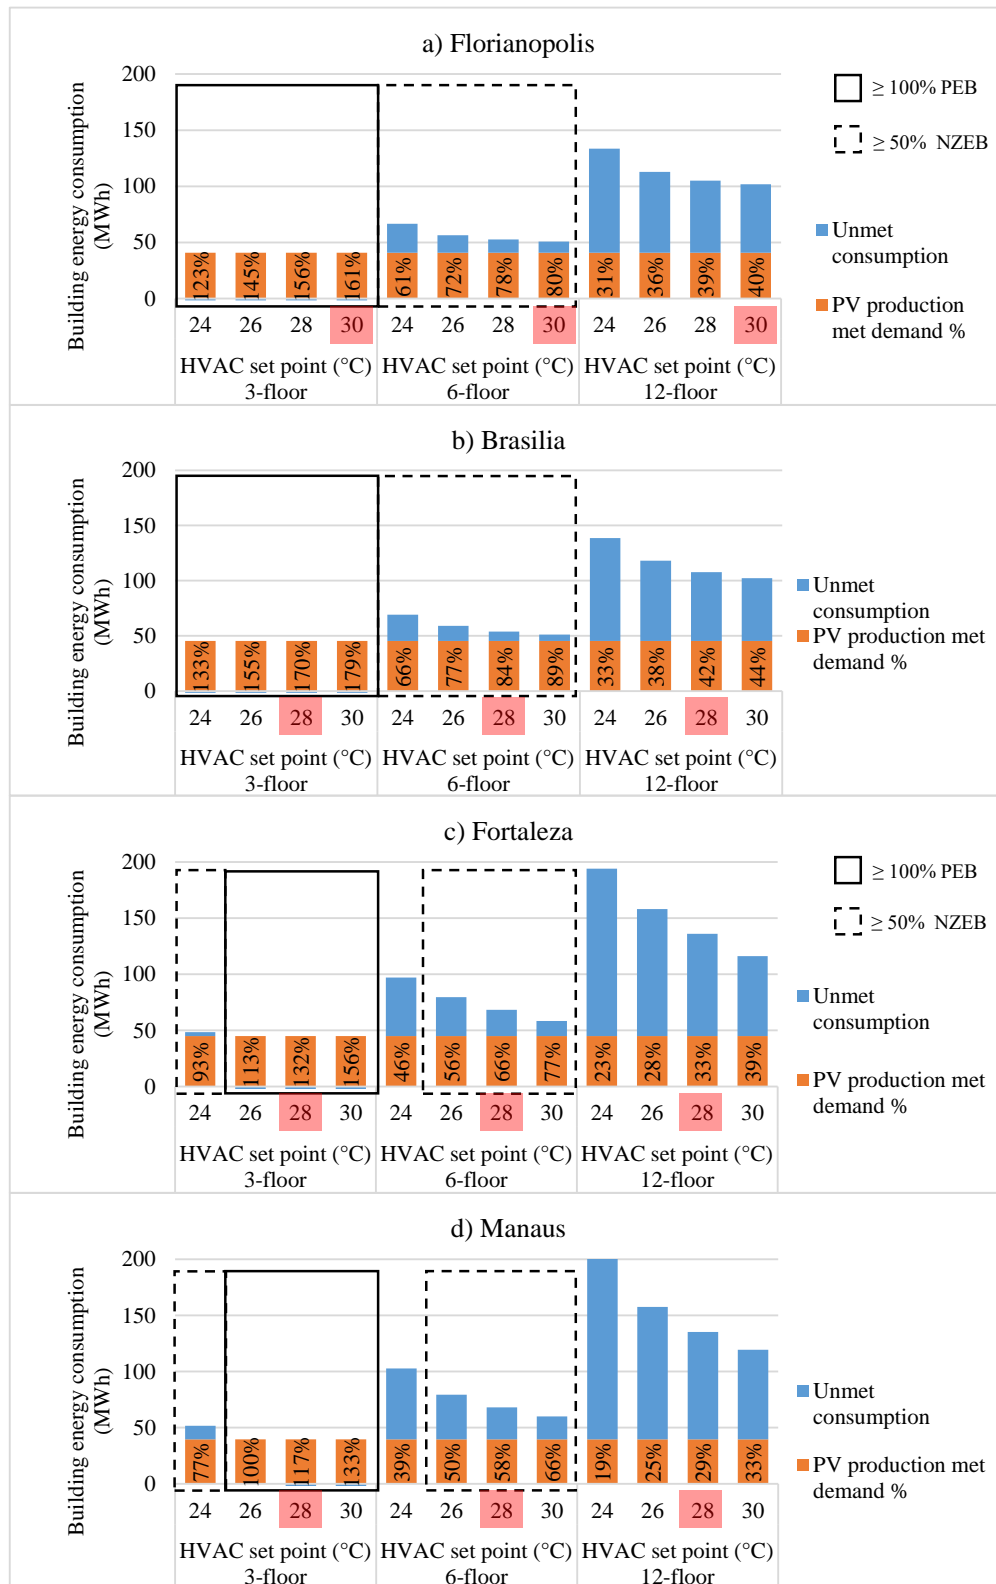 a) Florianopolis
Building energy consumption
(MWh)
200
150
100
50
0
123%
145%
156%
161%
61%
72%
78%
80%
31%
36%
39%
40%
24 26 28 30 24 26 28 30 24 26 28 30
HVAC set point (°C) HVAC set point (°C) HVAC set point (°C)
3-floor 6-floor 12-floor
≥ 100% PEB
≥ 50% NZEB
Unmet
consumption
PV production
met demand %
b) Brasilia
Building energy consumption
(MWh)
200
150
100
50
0
133%
155%
170%
179%
66%
77%
84%
89%
33%
38%
42%
44%
24 26 28 30 24 26 28 30 24 26 28 30
HVAC set point (°C) HVAC set point (°C) HVAC set point (°C)
3-floor 6-floor 12-floor
Unmet
consumption
PV production met
demand %
c) Fortaleza
Building energy consumption
(MWh)
200
150
100
50
0
93%
113%
132%
156%
46%
56%
66%
77%
23%
28%
33%
39%
24 26 28 30 24 26 28 30 24 26 28 30
HVAC set point (°C) HVAC set point (°C) HVAC set point (°C)
3-floor 6-floor 12-floor
≥ 100% PEB
≥ 50% NZEB
Unmet
consumption
PV production met
demand %
d) Manaus
Building energy consumption
(MWh)
200
150
100
50
0
77%
100%
117%
133%
39%
50%
58%
66%
19%
25%
29%
33%
24 26 28 30 24 26 28 30 24 26 28 30
HVAC set point (°C) HVAC set point (°C) HVAC set point (°C)
3-floor 6-floor 12-floor
Unmet
consumption
PV production met
demand %